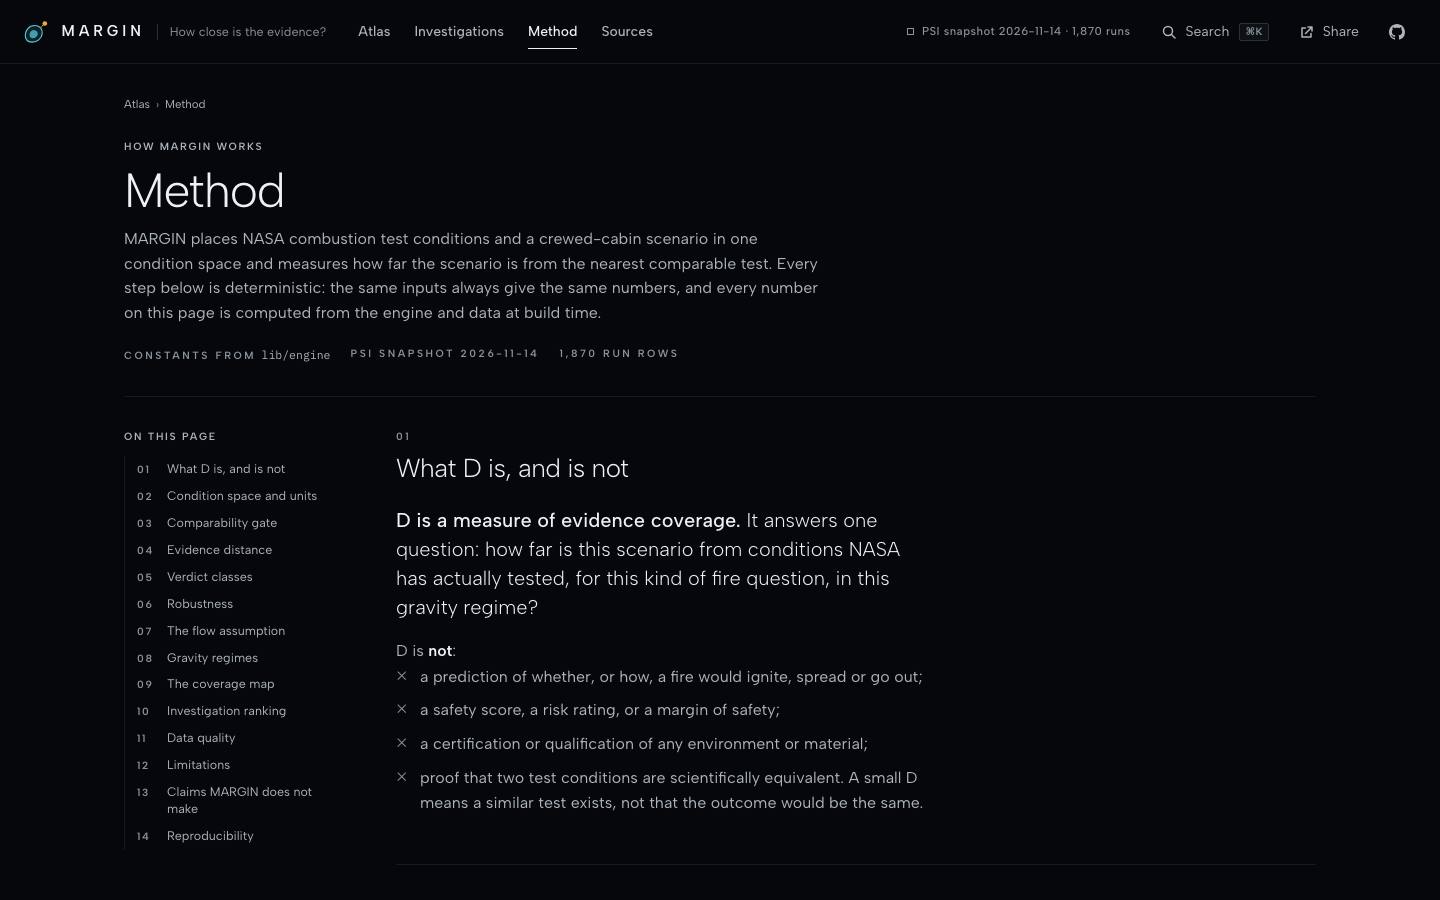 MARGIN
How close is the evidence?
Atlas
Investigations
Method
Sources
PSI snapshot 2026-11-14 · 1,870 runs
Search
⌘K
Share
Atlas › Method
HOW MARGIN WORKS
Method
MARGIN places NASA combustion test conditions and a crewed-cabin scenario in one
condition space and measures how far the scenario is from the nearest comparable test. Every
step below is deterministic: the same inputs always give the same numbers, and every number
on this page is computed from the engine and data at build time.
CONSTANTS FROM lib/engine
PSI SNAPSHOT 2026-11-14
1,870 RUN ROWS
ON THIS PAGE
01 What D is, and is not
02 Condition space and units
03 Comparability gate
04 Evidence distance
05 Verdict classes
06 Robustness
07 The flow assumption
08 Gravity regimes
09 The coverage map
10 Investigation ranking
11 Data quality
12 Limitations
13 Claims MARGIN does not
make
14 Reproducibility
01
What D is, and is not
D is a measure of evidence coverage. It answers one
question: how far is this scenario from conditions NASA
has actually tested, for this kind of fire question, in this
gravity regime?
D is not:
× a prediction of whether, or how, a fire would ignite, spread or go out;
× a safety score, a risk rating, or a margin of safety;
× a certification or qualification of any environment or material;
× proof that two test conditions are scientifically equivalent. A small D
means a similar test exists, not that the outcome would be the same.